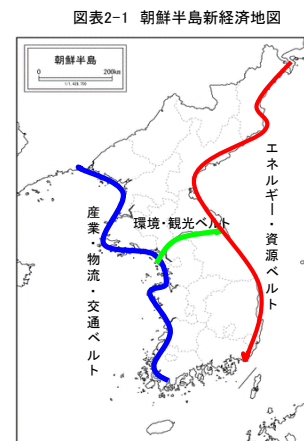 図表2-1 朝鮮半島新経済地図
朝鮮半島
0 200km
エネルギー・資源ベルト
環境・観光ベルト
産業・物流・交通ベルト